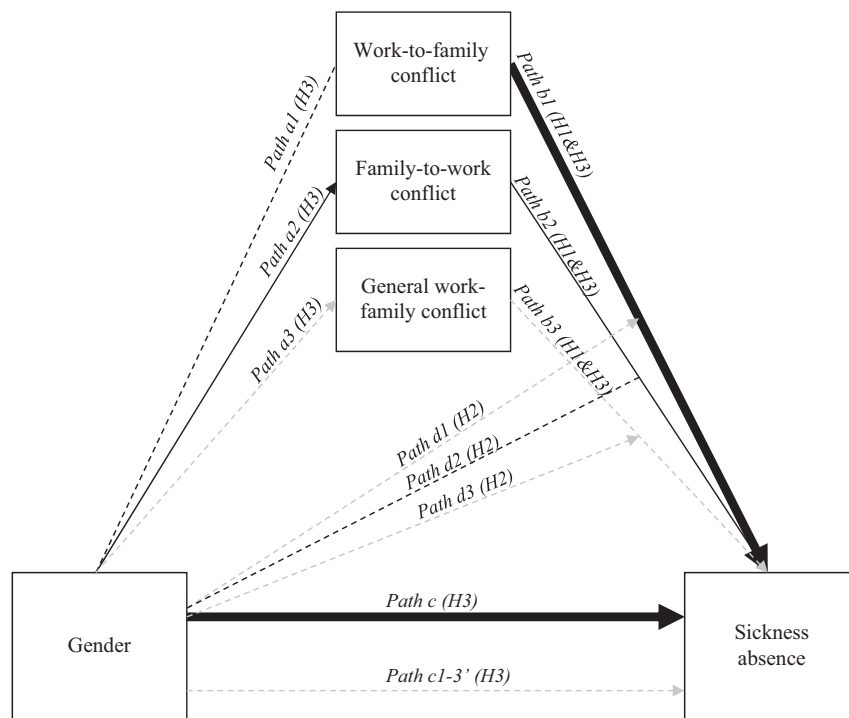 Work-to-family
conflict
Path a1 (H3)
Path b1 (H1&H3)
Family-to-work
conflict
Path a2 (H3)
Path b2 (H1&H3)
General work-
family conflict
Path a3 (H3)
Path b3 (H1&H3)
Path d1 (H2)
Path d2 (H2)
Path d3 (H2)
Path c (H3)
Gender
Sickness
absence
Path c1-3’ (H3)